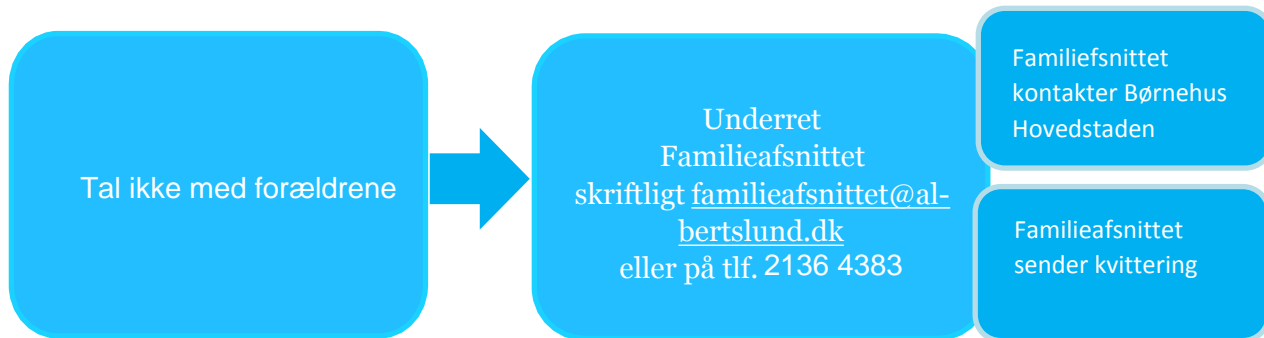 Tal ikke med forældrene
Underret
Familieafsnittet
skriftligt familieafsnittet@al-
bertslund.dk
eller på tlf. 2136 4383
Familiefsnittet
kontakter Børnehus
Hovedstaden
Familieafsnittet
sender kvittering